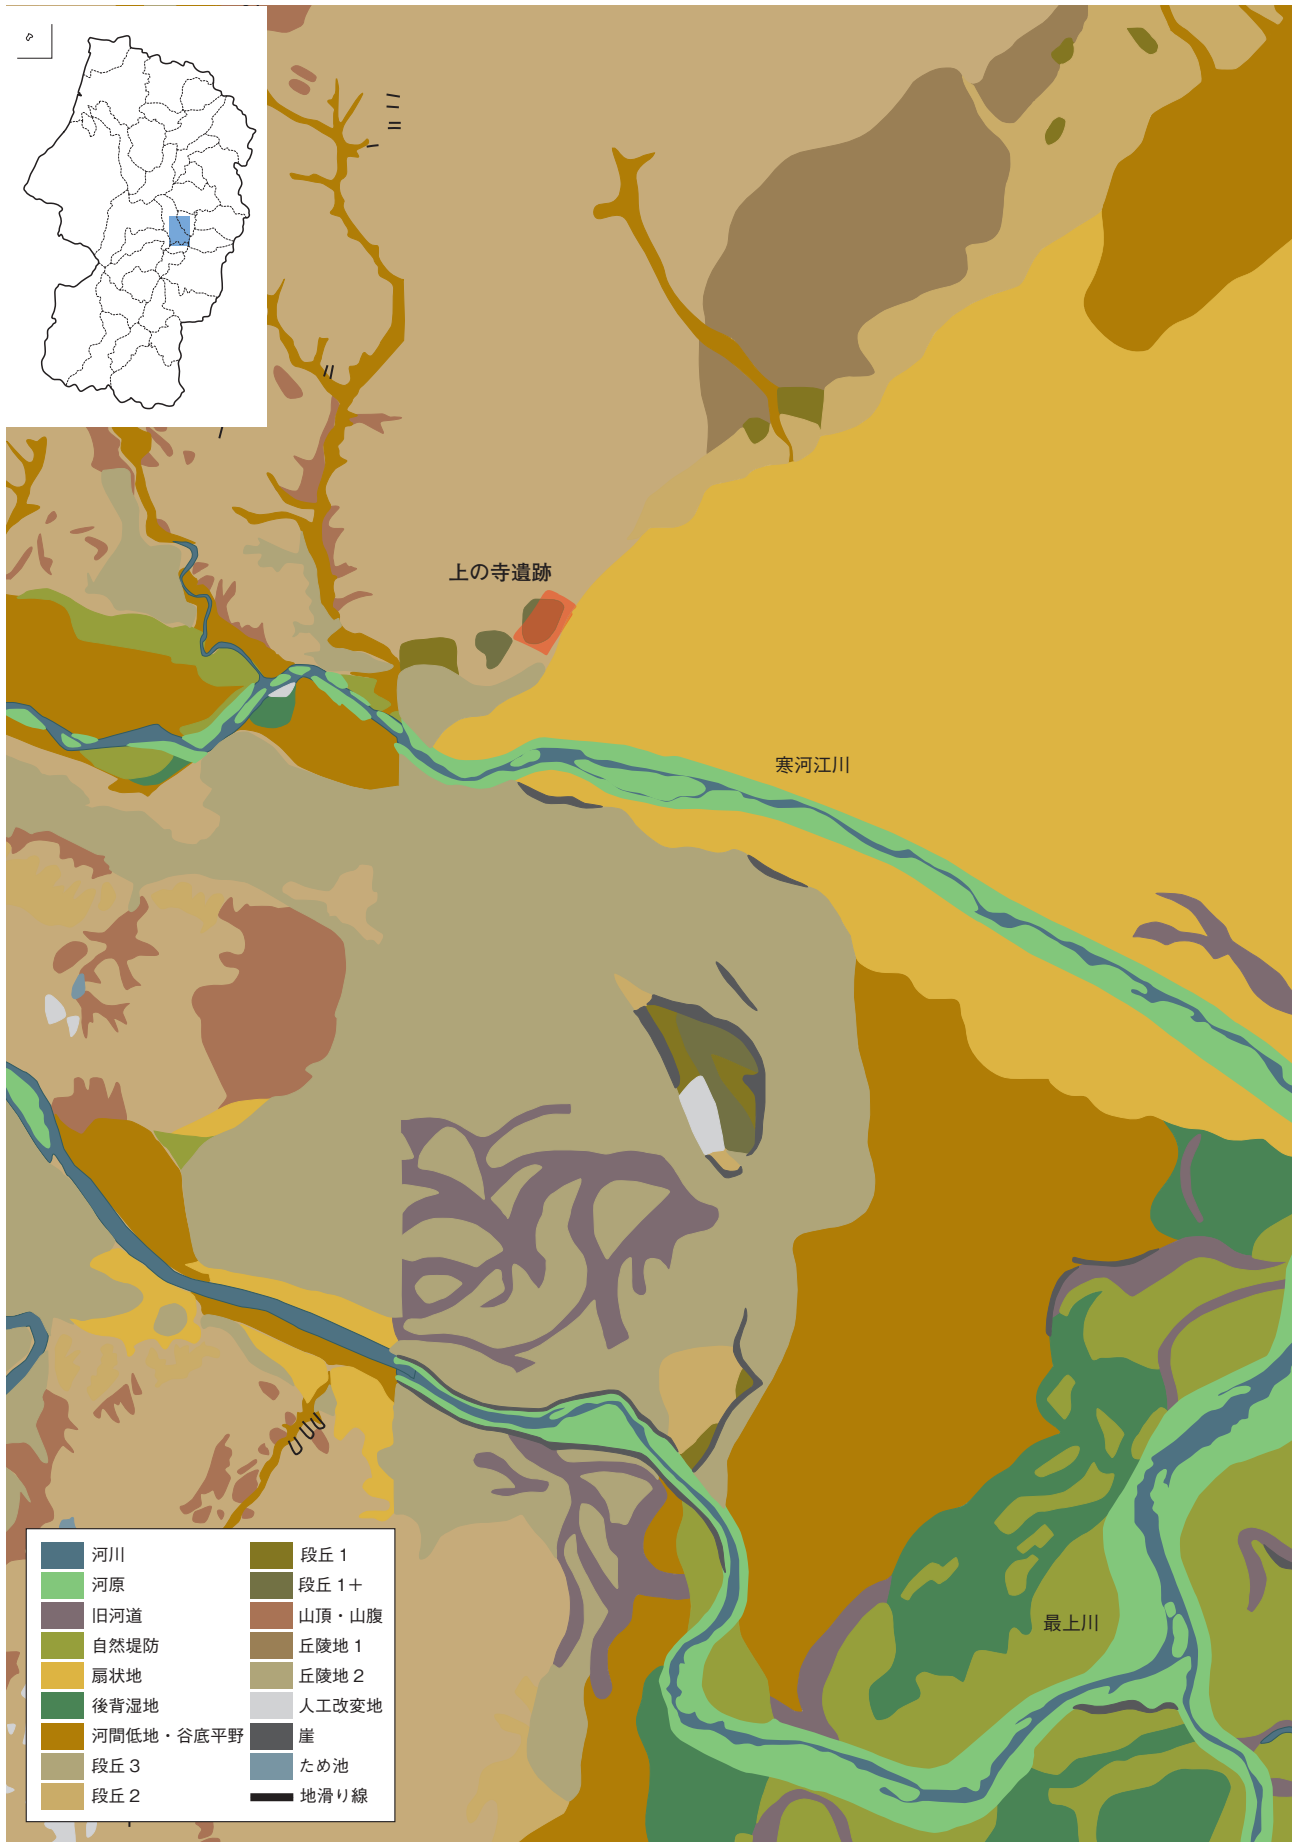 上の寺遺跡
寒河江川
最上川
河川
河原
旧河道
自然堤防
扇状地
後背湿地
河間低地・谷底平野
段丘3
段丘2
段丘1
段丘1＋
山頂・山腹
丘陵地1
丘陵地2
人工改変地
崖
ため池
地滑り線